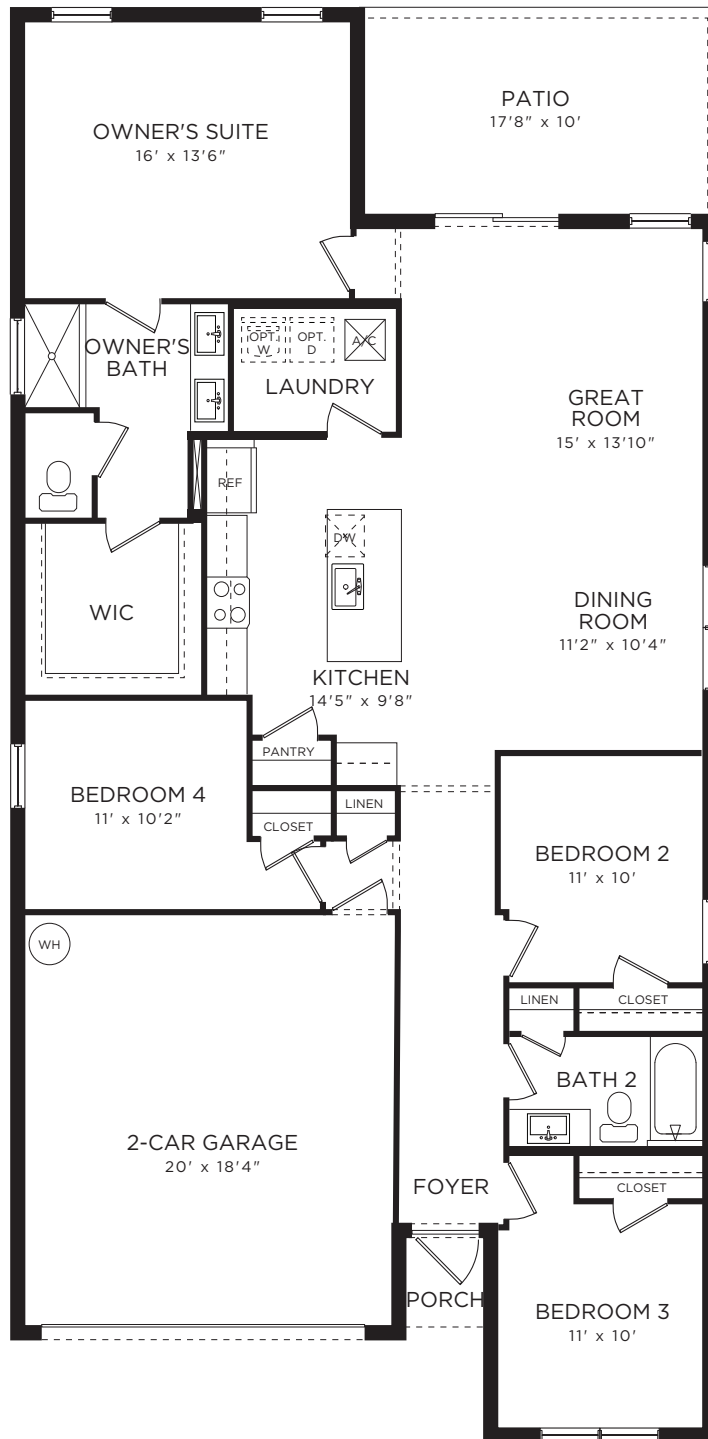 PATIO
17'8" x 10'
OWNER'S SUITE
16' x 13'6"
OWNER'S
BATH
OPT.
W
OPT.
D
A/C
LAUNDRY
GREAT
ROOM
15' x 13'10"
REF
DW
DINING
ROOM
11'2" x 10'4"
WIC
KITCHEN
14'5" x 9'8"
PANTRY
BEDROOM 4
11' x 10'2"
CLOSET
LINEN
BEDROOM 2
11' x 10'
WH
LINEN
CLOSET
BATH 2
2-CAR GARAGE
20' x 18'4"
FOYER
CLOSET
PORCH
BEDROOM 3
11' x 10'